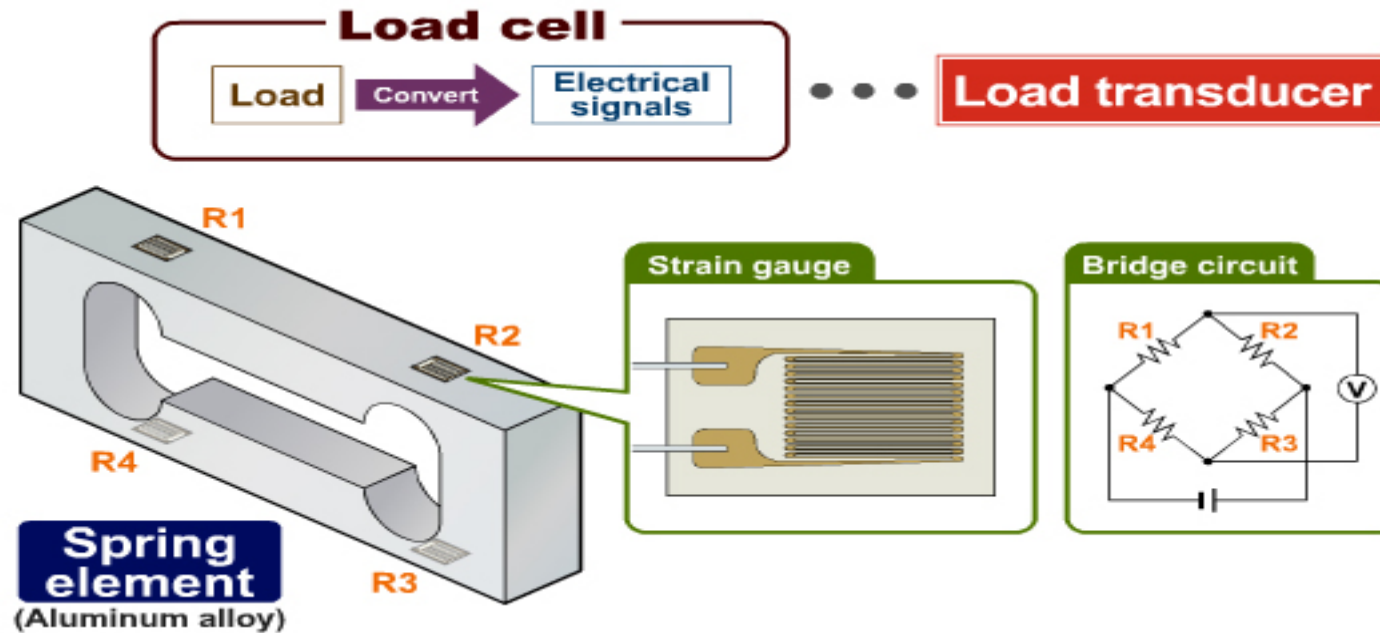 Load cell
Load
Convert
Electrical
signals
Load transducer
R1
R2
R4
R3
Spring
element
(Aluminum alloy)
Strain gauge
Bridge circuit
R1
R2
V
R4
R3